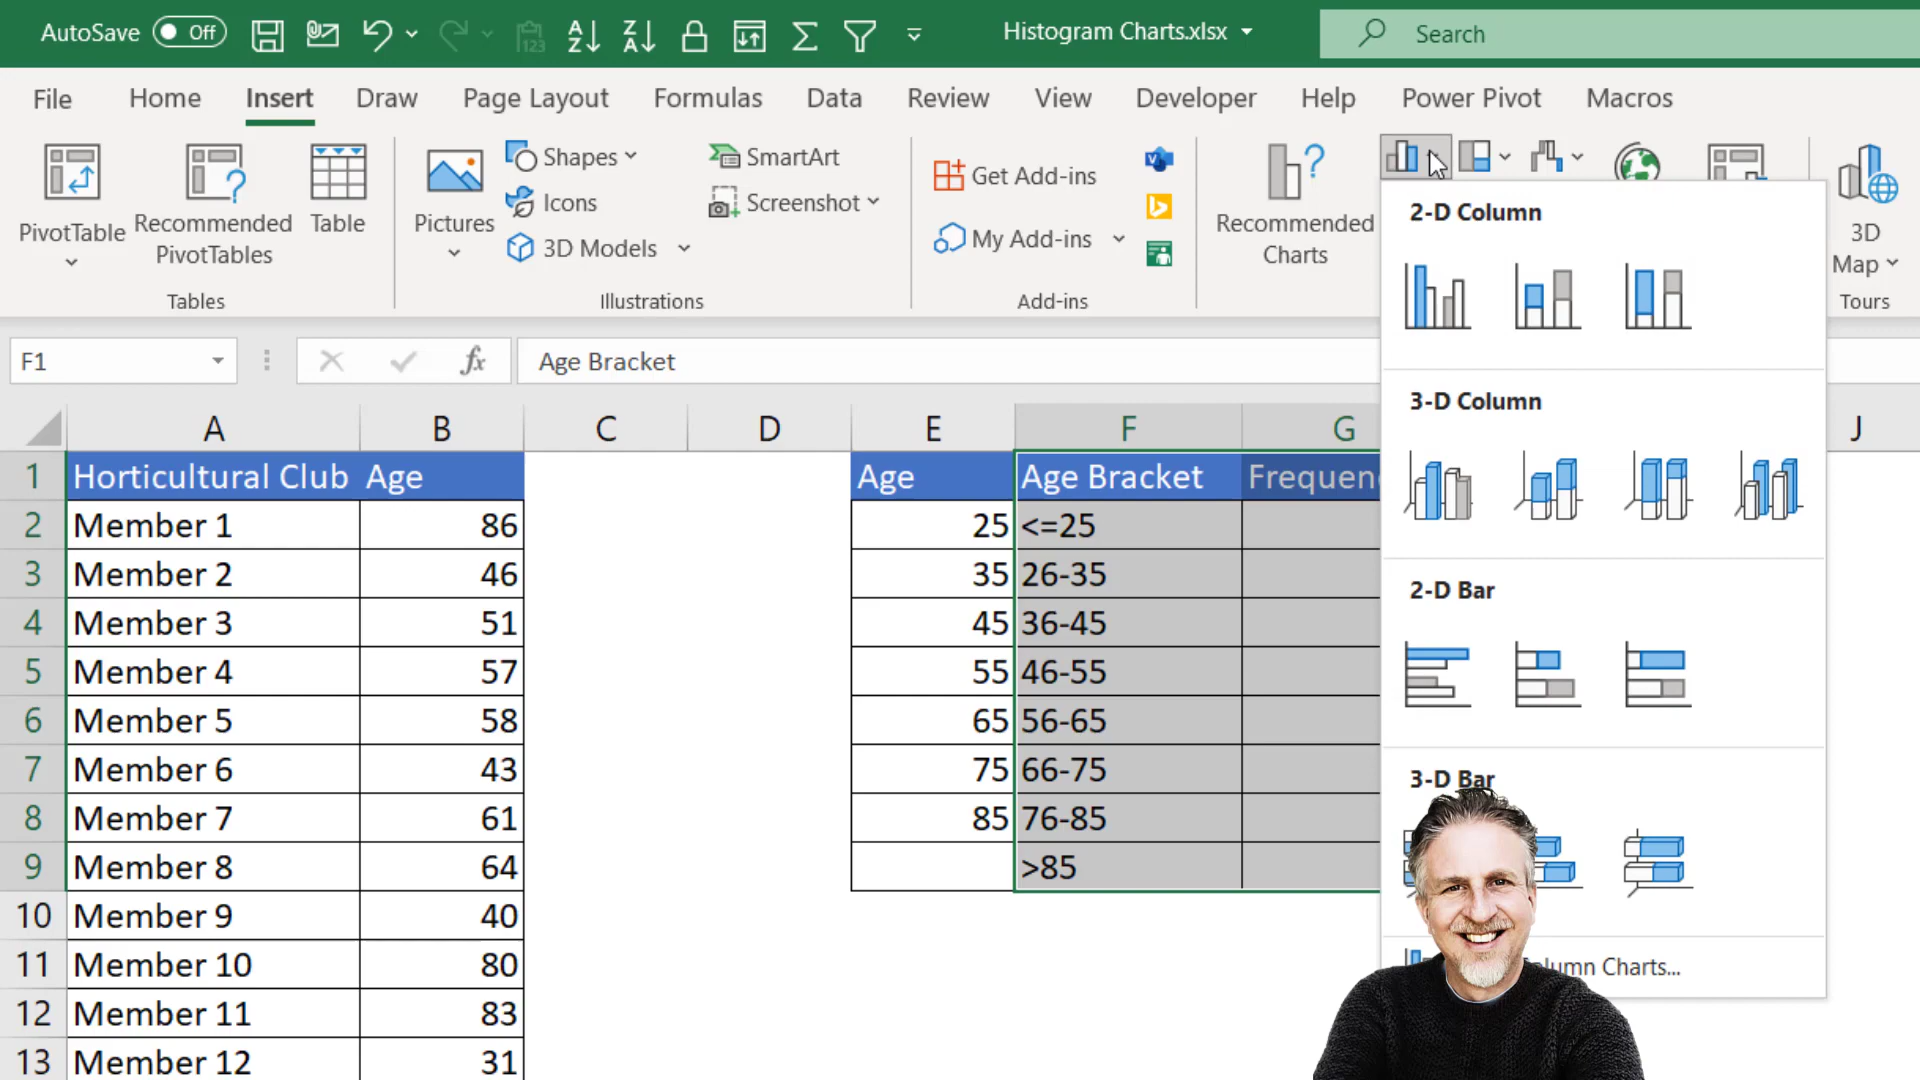 AutoSave Off Histogram Charts.xlsx Search
File Home Insert Draw Page Layout Formulas Data Review View Developer Help Power Pivot Macros
PivotTable
Recommended
PivotTables
Table
Tables
Pictures
Shapes
Icons
3D Models
SmartArt
Screenshot
Illustrations
Get Add-ins
My Add-ins
Add-ins
Recommended
Charts
3D
Map
Tours
2-D Column
3-D Column
2-D Bar
3-D Bar
Charts...
F1 fx Age Bracket
A B C D E F G J
1 Horticultural Club Age Age Age Bracket
2 Member 1 86 25 <=25
3 Member 2 46 35 26-35
4 Member 3 51 45 36-45
5 Member 4 57 55 46-55
6 Member 5 58 65 56-65
7 Member 6 43 75 66-75
8 Member 7 61 85 76-85
9 Member 8 64 >85
10 Member 9 40
11 Member 10 80
12 Member 11 83
13 Member 12 31